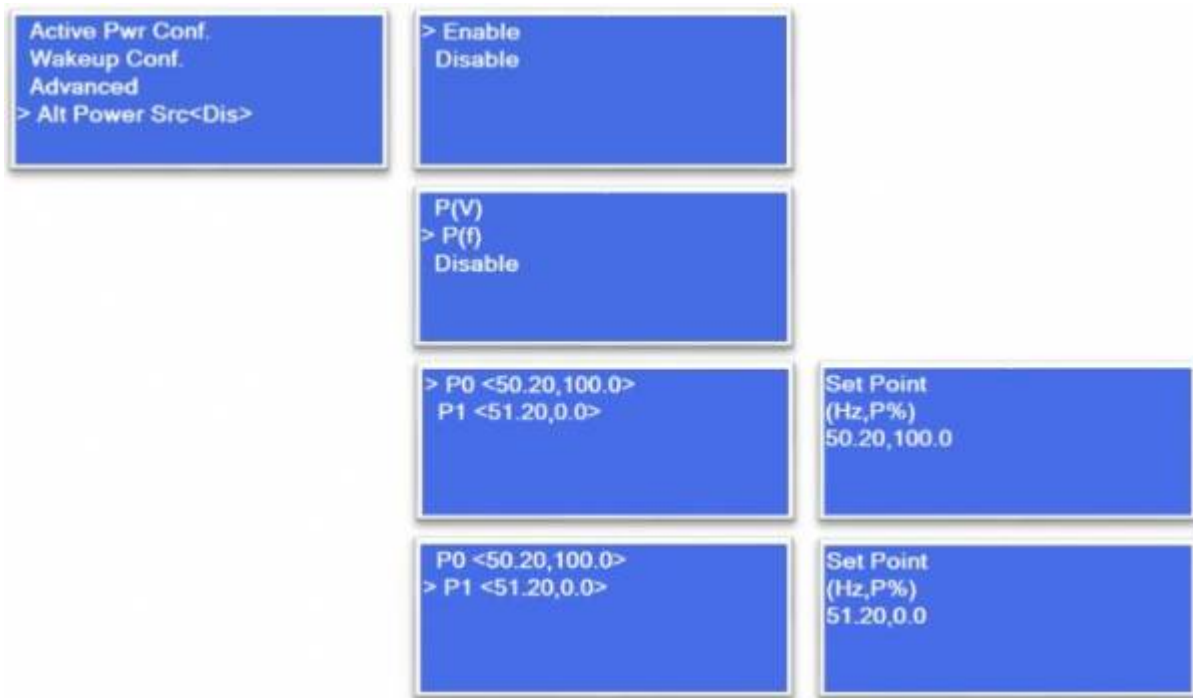 Active Pwr Conf.
Wakeup Conf.
Advanced
> Alt Power Src<Dis>
> Enable
Disable
P(V)
> P(f)
Disable
> P0 <50.20,100.0>
P1 <51.20,0.0>
Set Point
(Hz,P%)
50.20,100.0
P0 <50.20,100.0>
> P1 <51.20,0.0>
Set Point
(Hz,P%)
51.20,0.0